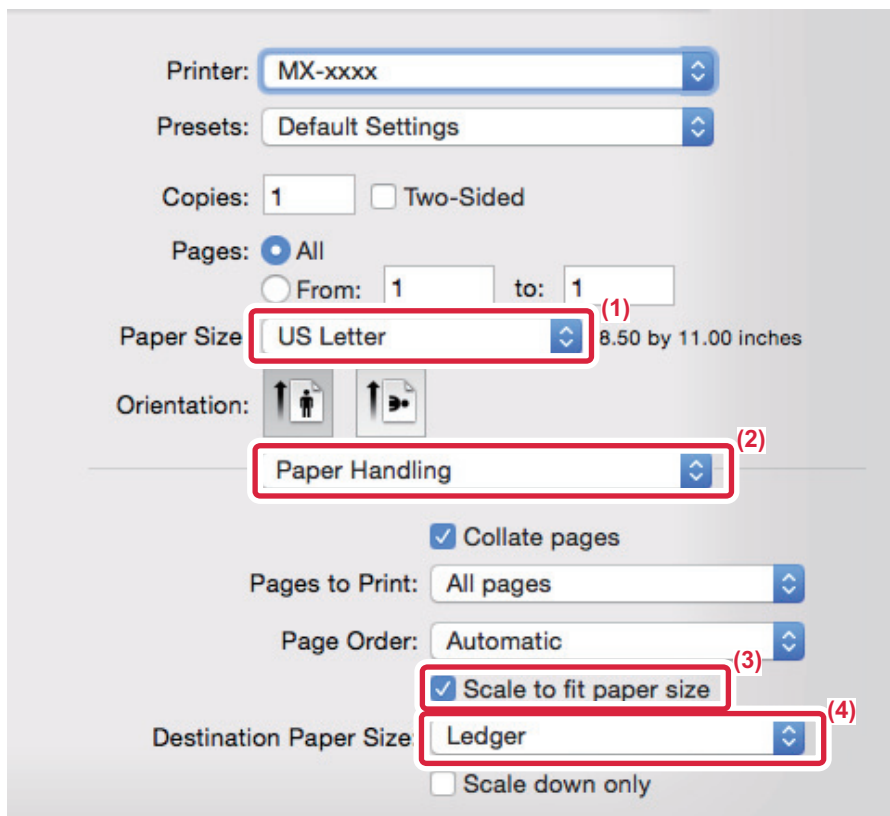 Printer: MX-xxxx
Presets: Default Settings
Copies: 1 Two-Sided
Pages: All
From: 1 to: 1
(1)
Paper Size US Letter 8.50 by 11.00 inches
Orientation:
(2)
Paper Handling
Collate pages
Pages to Print: All pages
Page Order: Automatic
(3)
Scale to fit paper size
(4)
Destination Paper Size: Ledger
Scale down only